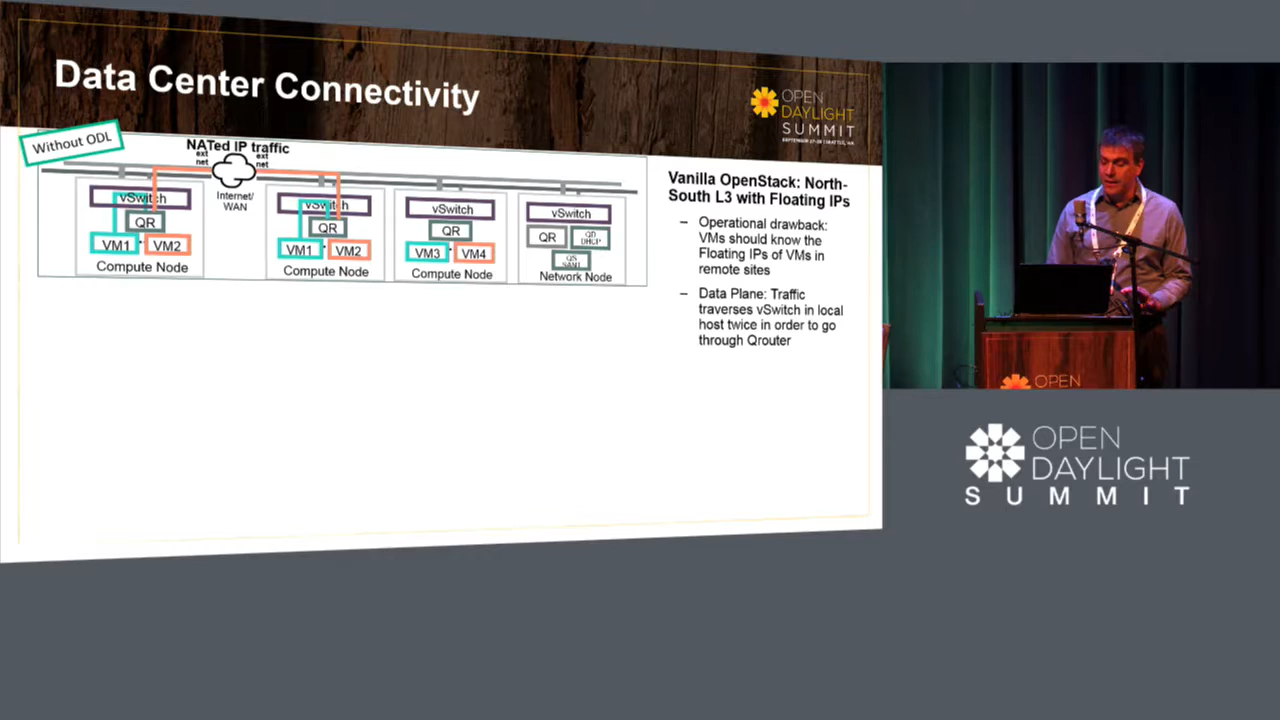 Data Center Connectivity
OPEN
DAYLIGHT
SUMMIT
Without ODL
NATed IP traffic
ext
net
ext
net
Internet/
WAN
vSwitch
QR
VM1
VM2
Compute Node
vSwitch
QR
VM1
VM2
Compute Node
vSwitch
QR
VM3
VM4
Compute Node
vSwitch
QR
DHCP
Network Node
Vanilla OpenStack: North-
South L3 with Floating IPs
– Operational drawback:
VMs should know the
Floating IPs of VMs in
remote sites
– Data Plane: Traffic
traverses vSwitch in local
host twice in order to go
through Qrouter
OPEN
OPEN
DAYLIGHT
SUMMIT